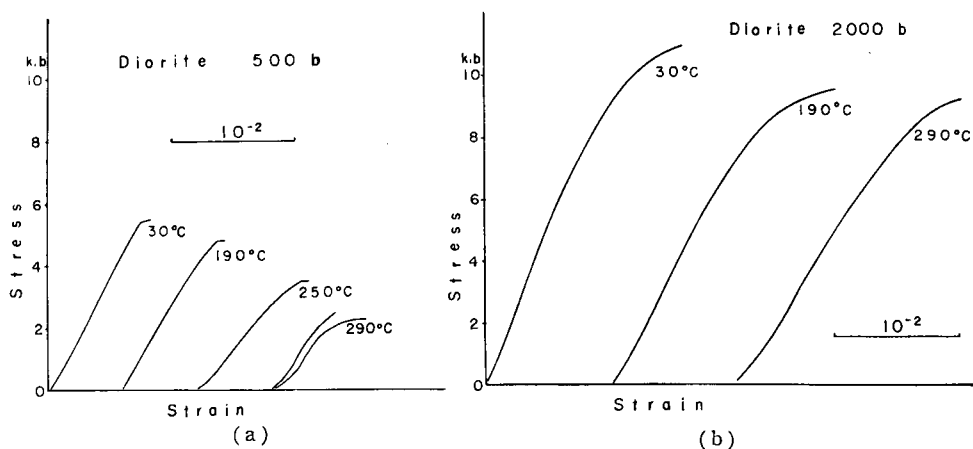 k.b
Diorite 500 b
10
10⁻²
8
6
30°C
190°C
4
250°C
290°C
2
0
Stress
Strain
(a)
12
Diorite 2000 b
k.b
30°C
10
190°C
290°C
8
6
4
2
10⁻²
0
Stress
Strain
(b)